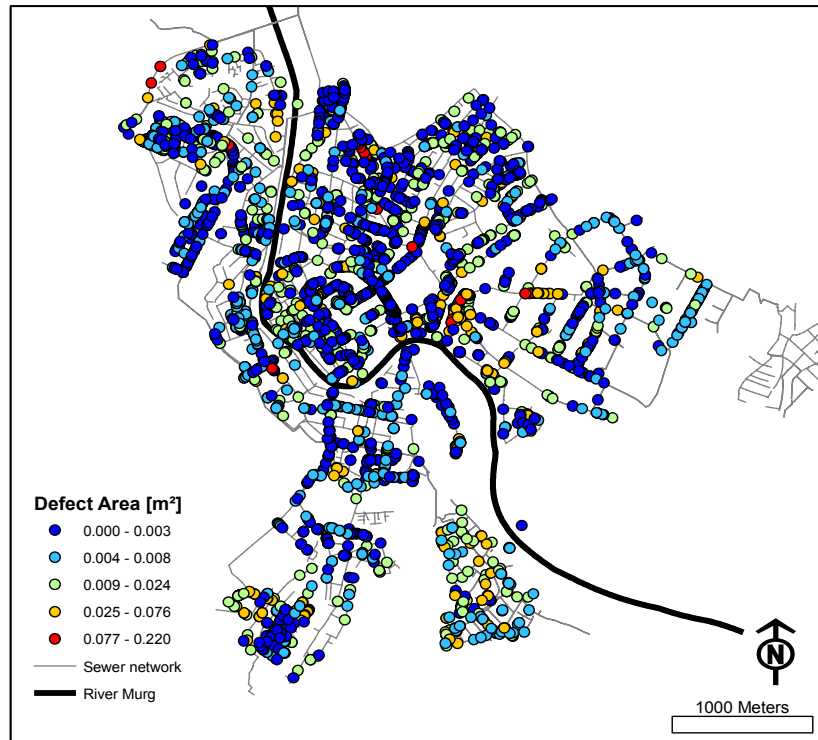 Defect Area [m²]
0.000 - 0.003
0.004 - 0.008
0.009 - 0.024
0.025 - 0.076
0.077 - 0.220
Sewer network
River Murg
N
1000 Meters